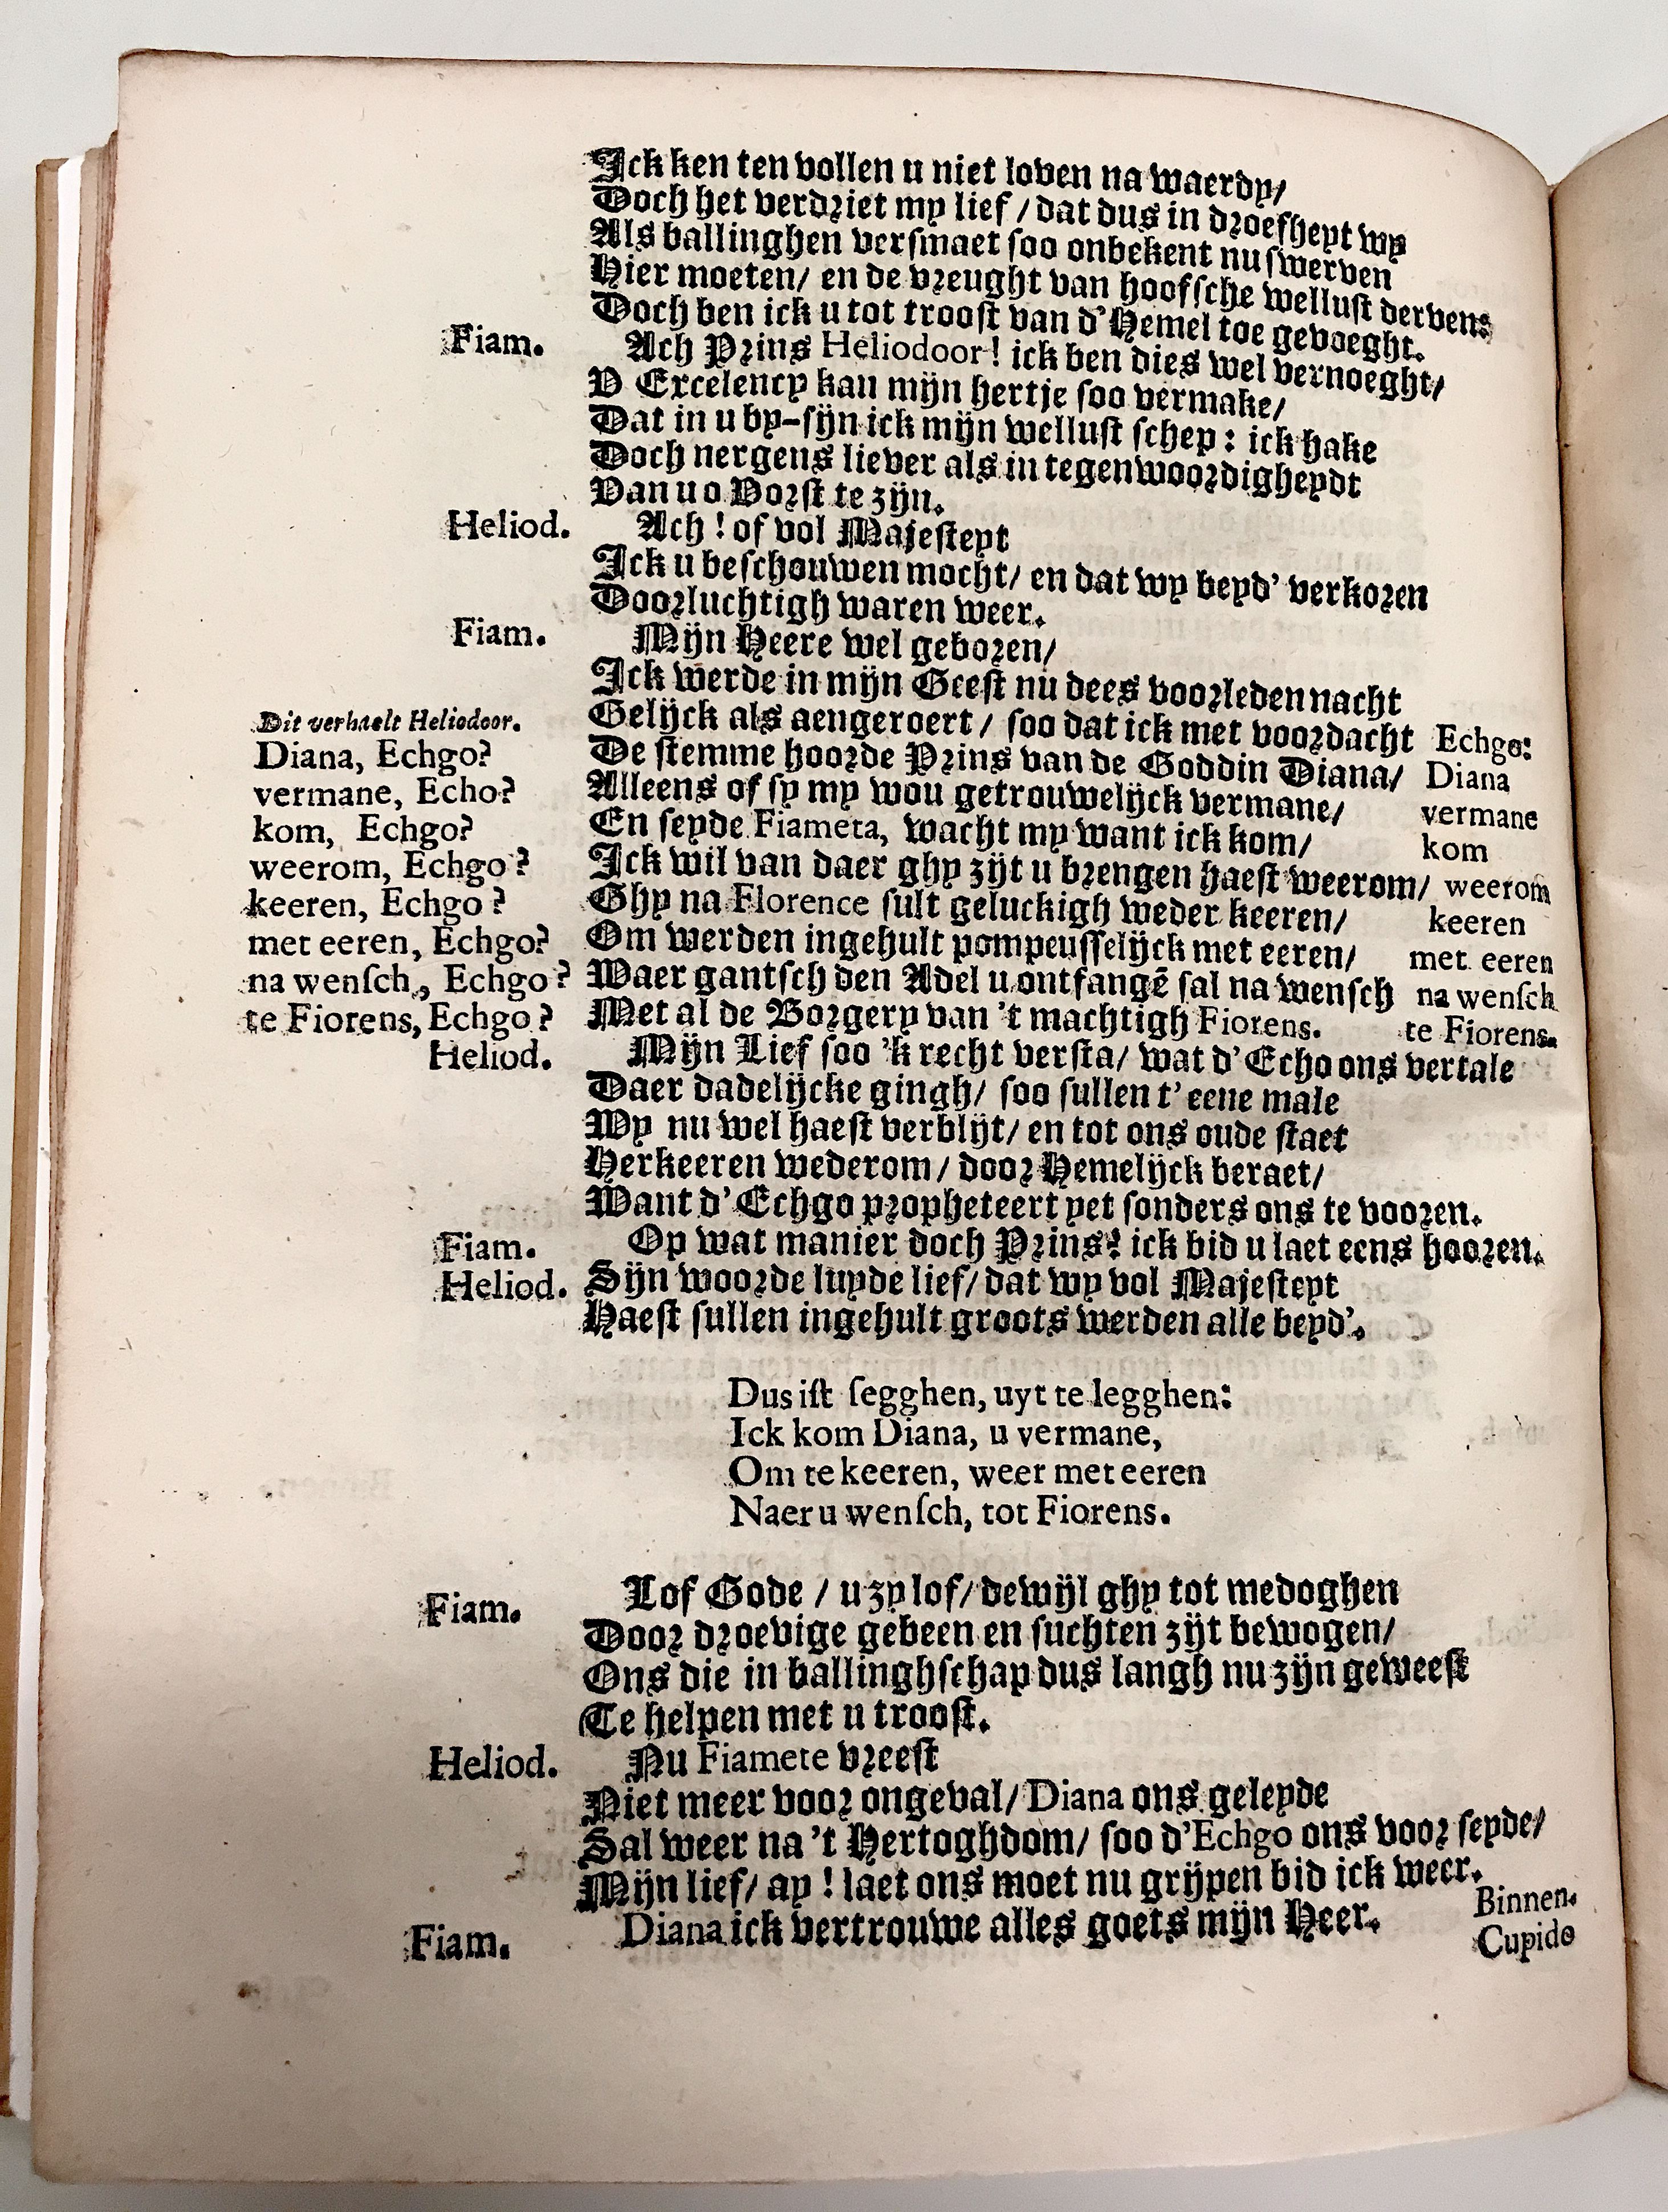 Ick ken ten vollen u niet loven na waerdy/
Doch het verdriet my lief / dat dus in droefheyt wy
Als ballinghen versmaet soo onbekent nu swerven
Hier moeten/ en de vreught van hoofsche wellust derven:
Doch ben ick u tot troost van d'Hemel toe gevoeght.
Fiam. Ach Prins Heliodoor! ick ben dies wel vernoeght/
V Excelency kan mijn hertje soo vermake/
Dat in u by-sijn ick mijn wellust schep: ick hake
Doch nergens liever als in tegenwoordigheydt
Van u o Vorst te zijn.
Heliod. Ach! of vol Majesteyt
Ick u beschouwen mocht/ en dat wy beyd' verkoren
Doorluchtigh waren weer.
Fiam. Mijn Heere wel geboren/
Ick werde in mijn Geest nu dees voorleden nacht
Dit verhaelt Heliodoor. Gelijck als aengeroert / soo dat ick met voordacht Echgo:
Diana, Echgo? De stemme hoorde Prins van de Goddin Diana/ Diana
vermane, Echo? Alleens of sy my wou getrouwelijck vermane/ vermane
kom, Echgo? En seyde Fiameta, wacht my want ick kom/ kom
weerom, Echgo? Ick wil van daer ghy zijt u brengen haest weerom/ weerom
keeren, Echgo? Ghy na Florence sult geluckigh weder keeren/ keeren
met eeren, Echgo? Om werden ingehult pompeusselijck met eeren/ met eeren
na wensch, Echgo? Waer gantsch den Adel u ontfangē sal na wensch na wensch
te Fiorens, Echgo? Met al de Borgery van 't machtigh Fiorens. te Fiorens.
Heliod. Mijn Lief soo 'k recht versta/ wat d'Echo ons vertale
Daer dadelijcke gingh/ soo sullen t' eene male
Wy nu wel haest verblijt/ en tot ons oude staet
Herkeeren wederom/ door Hemelijck beraet/
Want d'Echgo propheteert yet sonders ons te vooren.
Fiam. Op wat manier doch Prins? ick bid u laet eens hooren.
Heliod. Sijn woorde luyde lief/ dat wy vol Majesteyt
Haest sullen ingehult groots werden alle beyd'.
Dus ist segghen, uyt te legghen:
Ick kom Diana, u vermane,
Om te keeren, weer met eeren
Naer u wensch, tot Fiorens.
Fiam. Lof Gode / u zy lof/ dewijl ghy tot medoghen
Door droevige gebeen en suchten zijt bewogen/
Ons die in ballinghschap dus langh nu zijn geweest
Te helpen met u troost.
Heliod. Nu Fiamete vreest
Niet meer voor ongeval/ Diana ons geleyde
Sal weer na 't Hertoghdom/ soo d'Echgo ons voor seyde/
Mijn lief/ ay! laet ons moet nu grijpen bid ick weer.
Fiam. Diana ick vertrouwe alles goets mijn Heer. Binnen.
Cupido